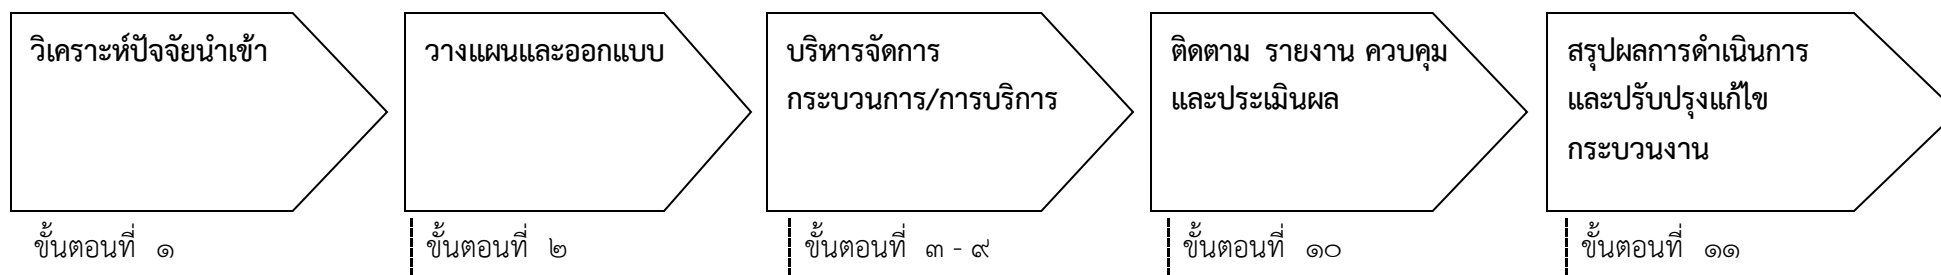 วิเคราะห์ปัจจัยนำเข้า
วางแผนและออกแบบ
บริหารจัดการ
กระบวนการ/การบริการ
ติดตาม รายงาน ควบคุม
และประเมินผล
สรุปผลการดำเนินการ
และปรับปรุงแก้ไข
กระบวนงาน
ขั้นตอนที่ ๑
ขั้นตอนที่ ๒
ขั้นตอนที่ ๓ - ๙
ขั้นตอนที่ ๑๐
ขั้นตอนที่ ๑๑